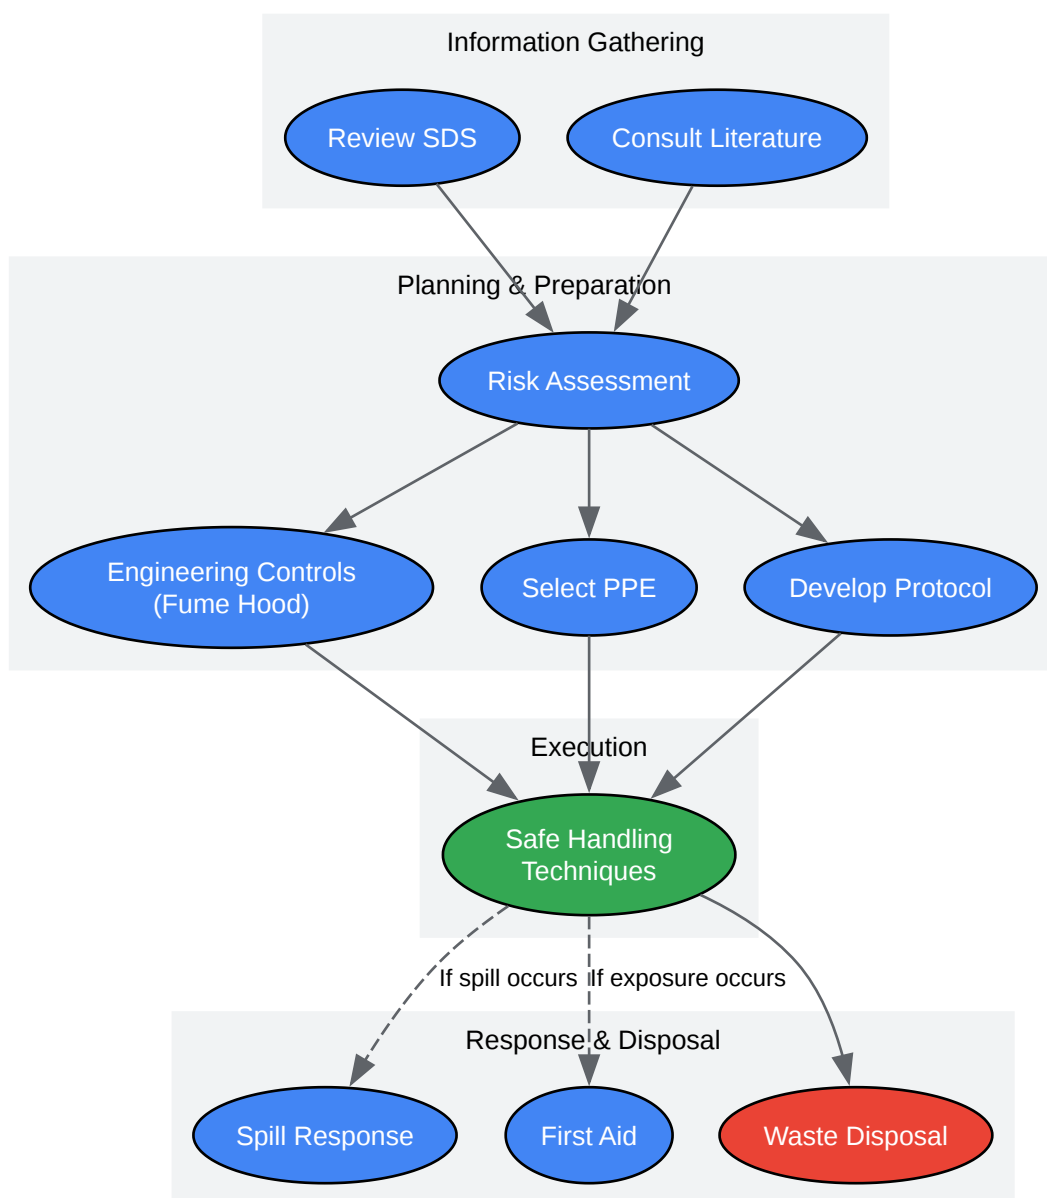 Information Gathering
Review SDS
Consult Literature
Planning & Preparation
Risk Assessment
Engineering Controls
(Fume Hood)
Select PPE
Develop Protocol
Execution
Safe Handling
Techniques
If spill occurs
If exposure occurs
Response & Disposal
Spill Response
First Aid
Waste Disposal